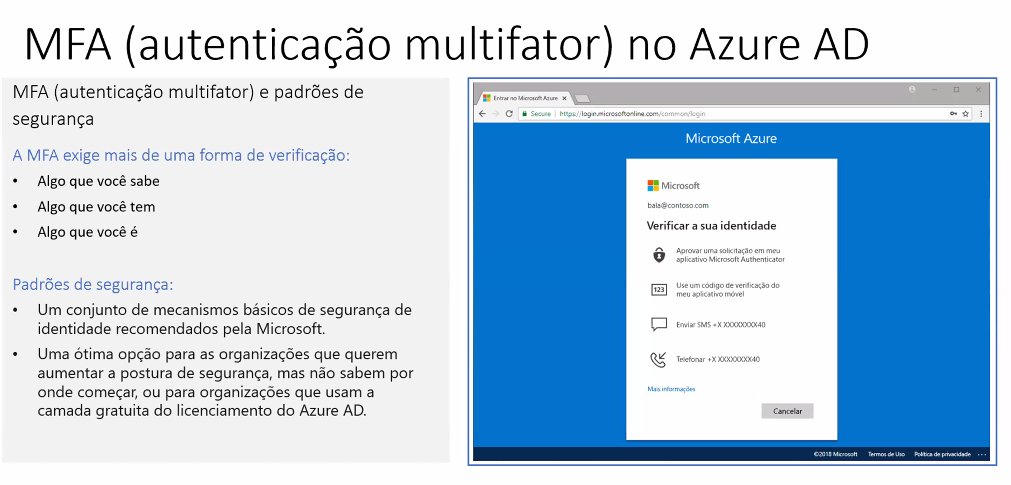 MFA (autenticação multifator) no Azure AD
MFA (autenticação multifator) e padrões de
segurança
A MFA exige mais de uma forma de verificação:
• Algo que você sabe
• Algo que você tem
• Algo que você é
Padrões de segurança:
• Um conjunto de mecanismos básicos de segurança de
identidade recomendados pela Microsoft.
• Uma ótima opção para as organizações que querem
aumentar a postura de segurança, mas não sabem por
onde começar, ou para organizações que usam a
camada gratuita do licenciamento do Azure AD.
Entrar no Microsoft Azure
Secure | https://login.microsoftonline.com/common/login
Microsoft Azure
Microsoft
bala@contoso.com
Verificar a sua identidade
Aprovar uma solicitação em meu
aplicativo Microsoft Authenticator
123
Use um código de verificação do
meu aplicativo móvel
Enviar SMS +X XXXXXXXX40
Telefonar +X XXXXXXXX40
Mais informações
Cancelar
©2018 Microsoft Termos de Uso Política de privacidade ...